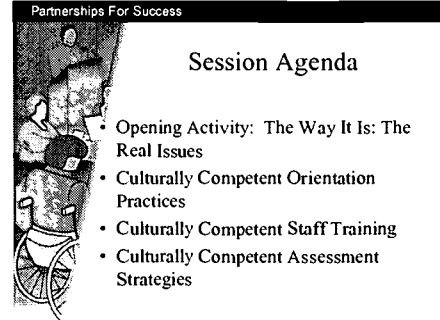 Partnerships For Success
Session Agenda
• Opening Activity: The Way It Is: The
Real Issues
• Culturally Competent Orientation
Practices
• Culturally Competent Staff Training
• Culturally Competent Assessment
Strategies